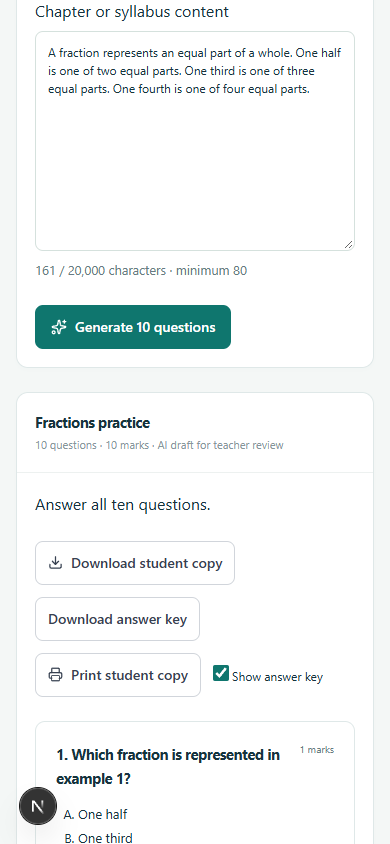 Chapter or syllabus content
A fraction represents an equal part of a whole. One half
is one of two equal parts. One third is one of three
equal parts. One fourth is one of four equal parts.
161 / 20,000 characters · minimum 80
Generate 10 questions
Fractions practice
10 questions · 10 marks · AI draft for teacher review
Answer all ten questions.
Download student copy
Download answer key
Print student copy
Show answer key
1. Which fraction is represented in
example 1?
1 marks
N
A. One half
B. One third